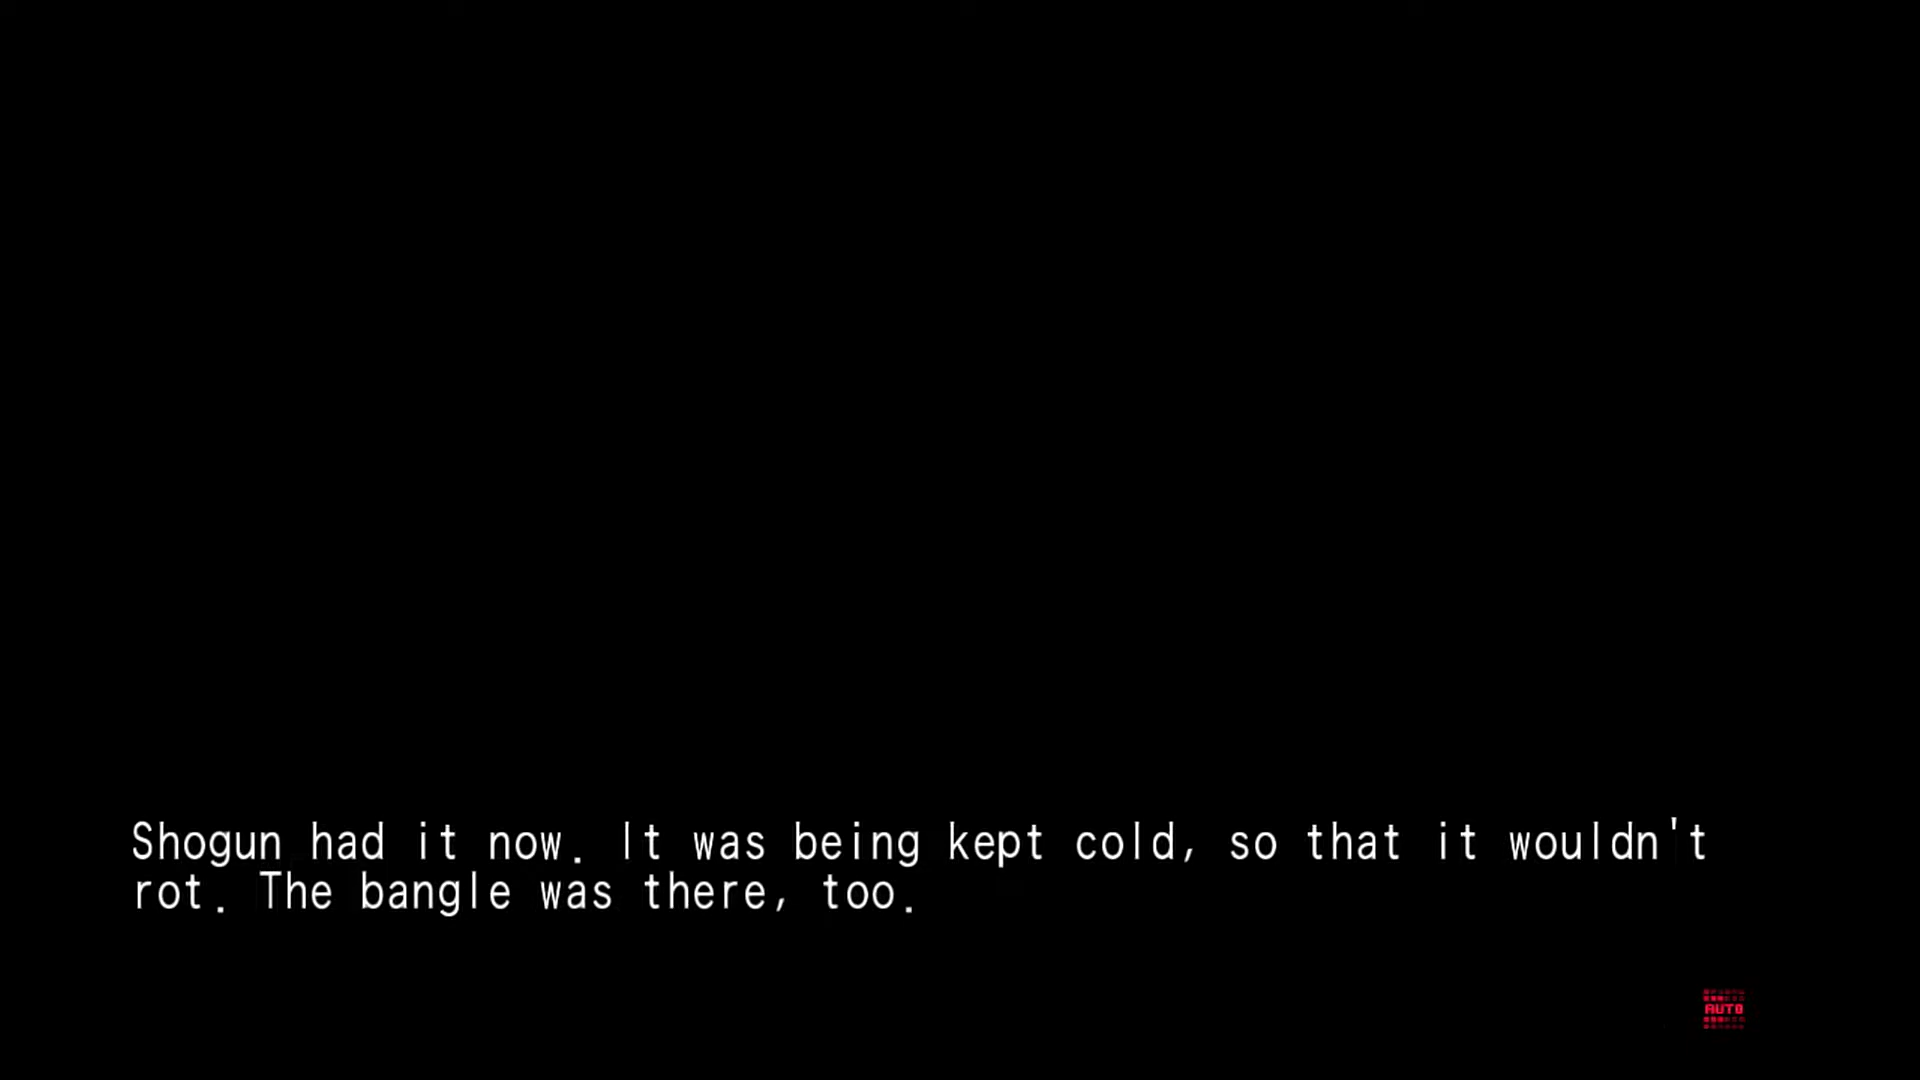 Shogun had it now. It was being kept cold, so that it wouldn't
rot. The bangle was there, too.
AUTO